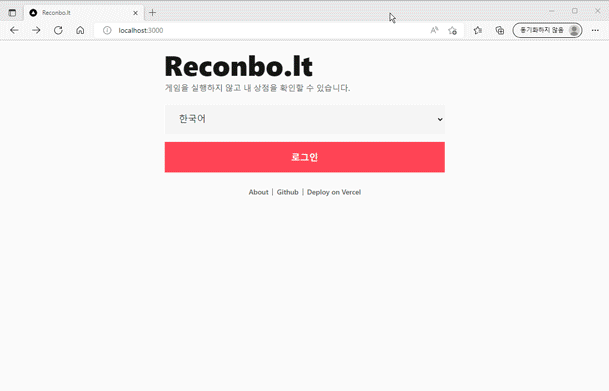 Reconbo.lt
localhost:3000
동기화하지 않음
Reconbo.lt
게임을 실행하지 않고 내 상점을 확인할 수 있습니다.
한국어
로그인
About | Github | Deploy on Vercel